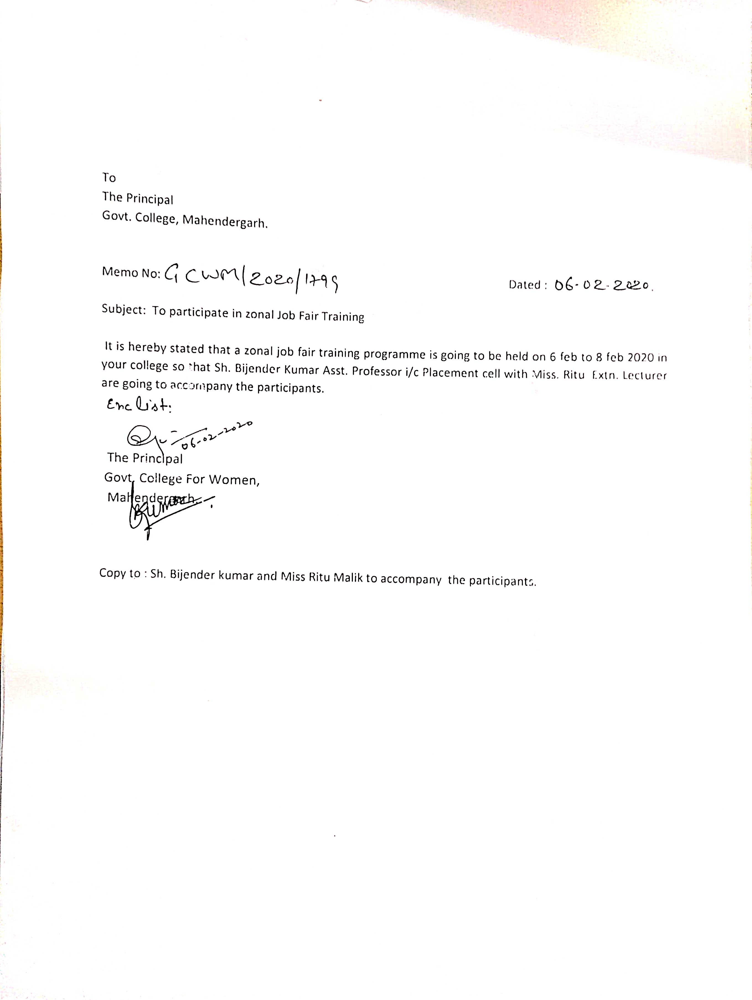 To
The Principal
Govt. College, Mahendergarh.
Memo No: GCWM/2020/1799
Dated : 06-02-2020.
Subject: To participate in zonal Job Fair Training
It is hereby stated that a zonal job fair training programme is going to be held on 6 feb to 8 feb 2020 in
your college so that Sh. Bijender Kumar Asst. Professor i/c Placement cell with Miss. Ritu Extn. Lecturer
are going to accompany the participants.
Enc list:
06-02-2020
The Principal
Govt. College For Women,
Mahendergarh.
Copy to : Sh. Bijender kumar and Miss Ritu Malik to accompany the participants.